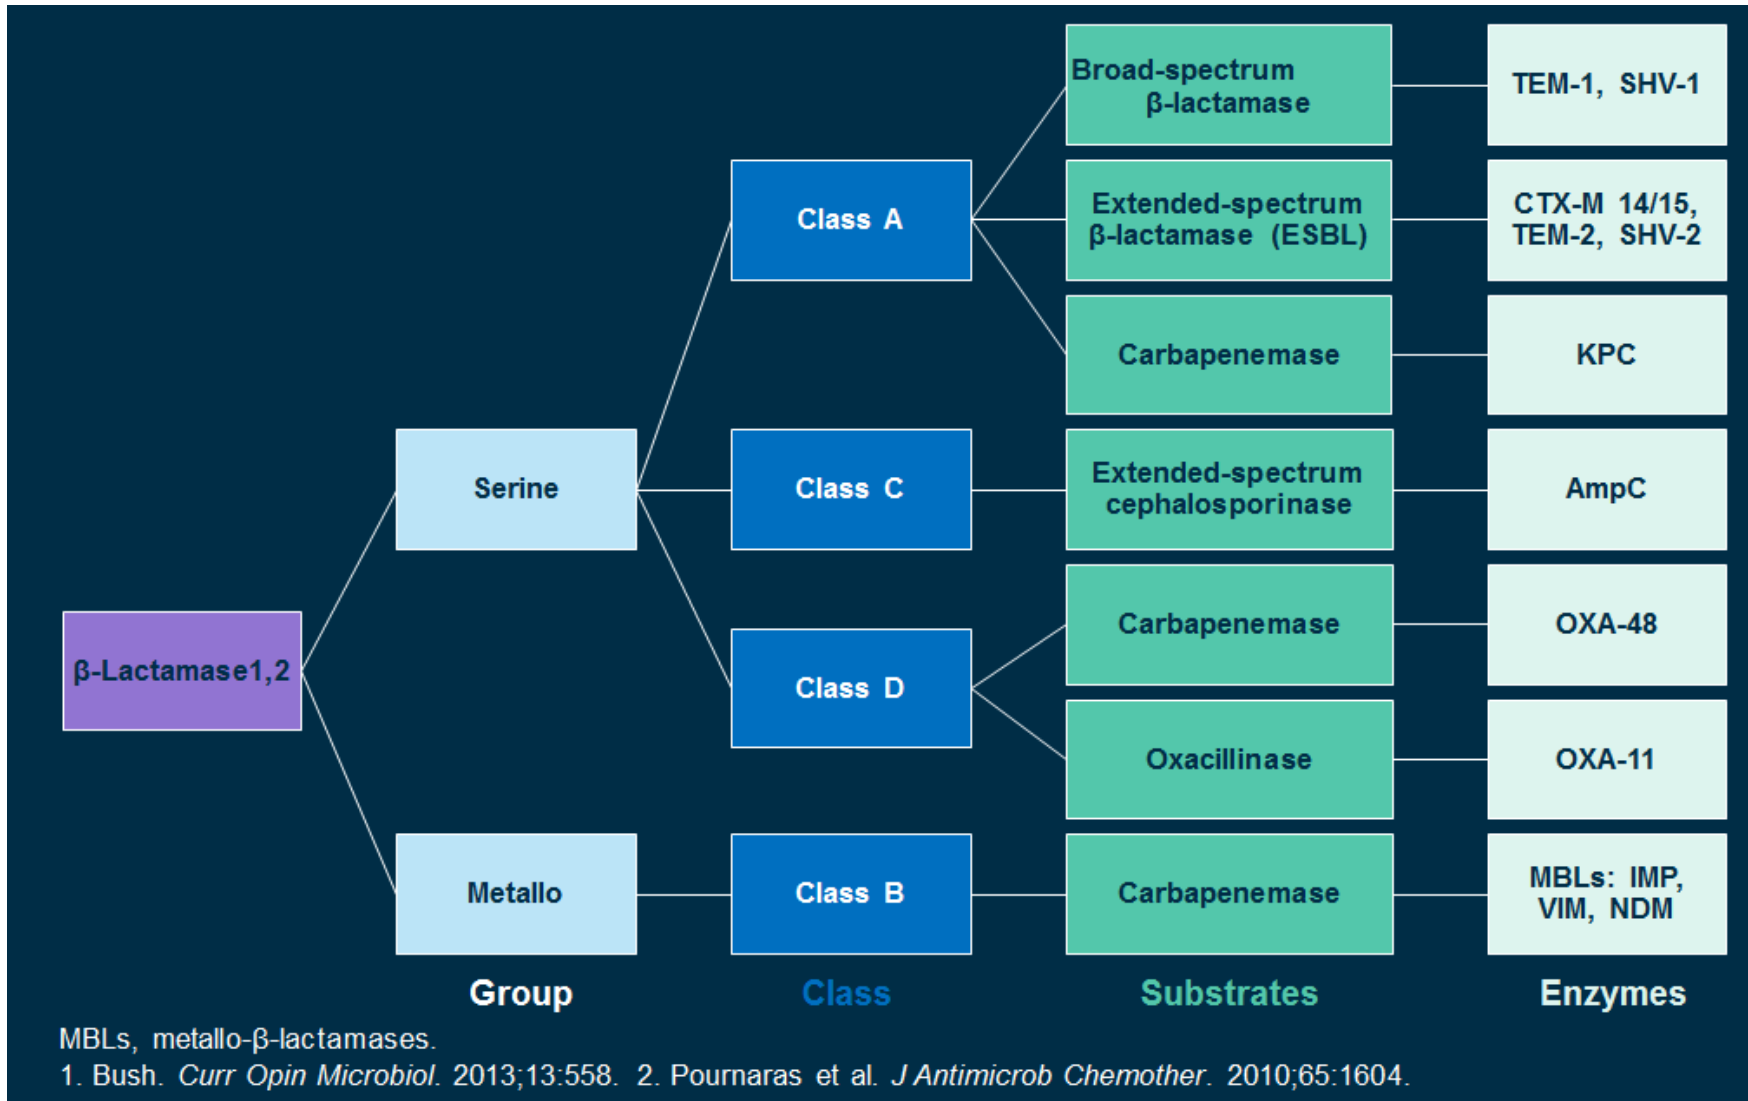 Broad-spectrum
β-lactamase
TEM-1, SHV-1
Class A
Extended-spectrum
β-lactamase (ESBL)
CTX-M 14/15,
TEM-2, SHV-2
Carbapenemase
KPC
Serine
Class C
Extended-spectrum
cephalosporinase
AmpC
Carbapenemase
OXA-48
β-Lactamase1,2
Class D
Oxacillinase
OXA-11
Metallo
Class B
Carbapenemase
MBLs: IMP,
VIM, NDM
Group
Class
Substrates
Enzymes
MBLs, metallo-β-lactamases.
1. Bush. Curr Opin Microbiol. 2013;13:558. 2. Pournaras et al. J Antimicrob Chemother. 2010;65:1604.